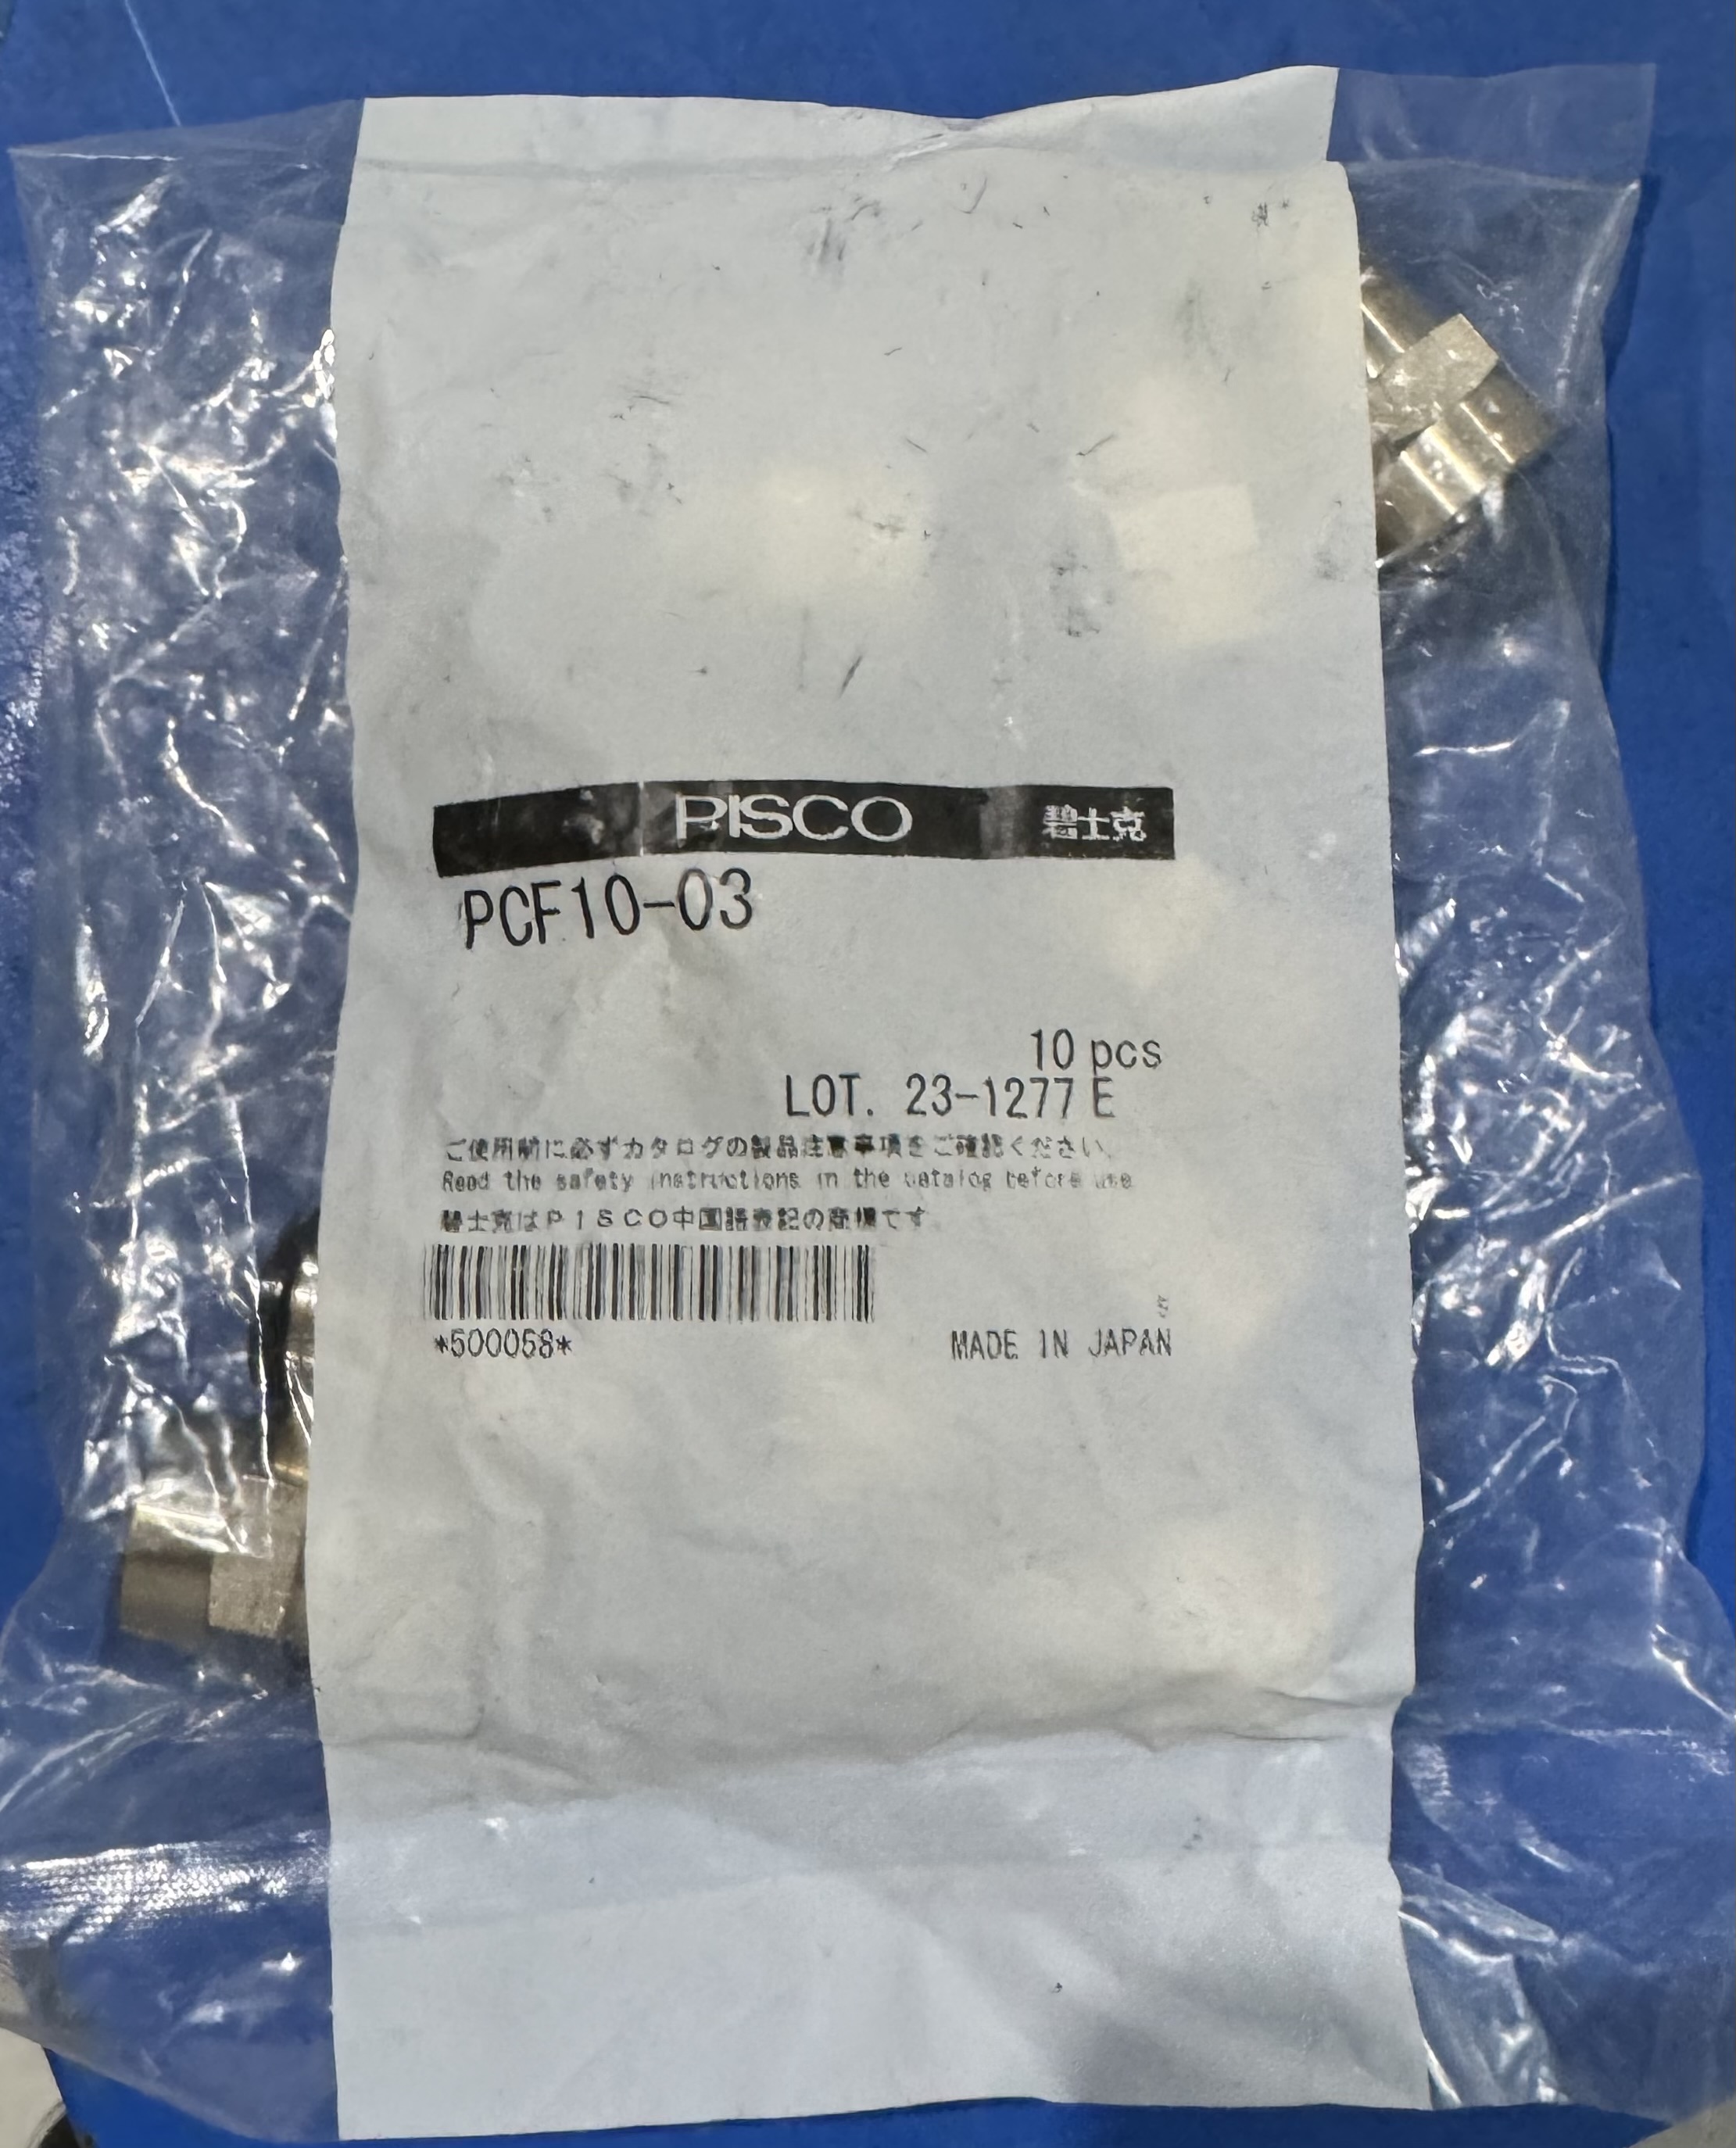 PISCO 碧士克
PCF10-03
10 pcs
LOT. 23-1277 E
ご使用前に必ずカタログの製品注意事項をご確認ください。
Read the safety instructions in the catalog before use
碧士克はPISCO中国語表記の商標です
*500058*
MADE IN JAPAN